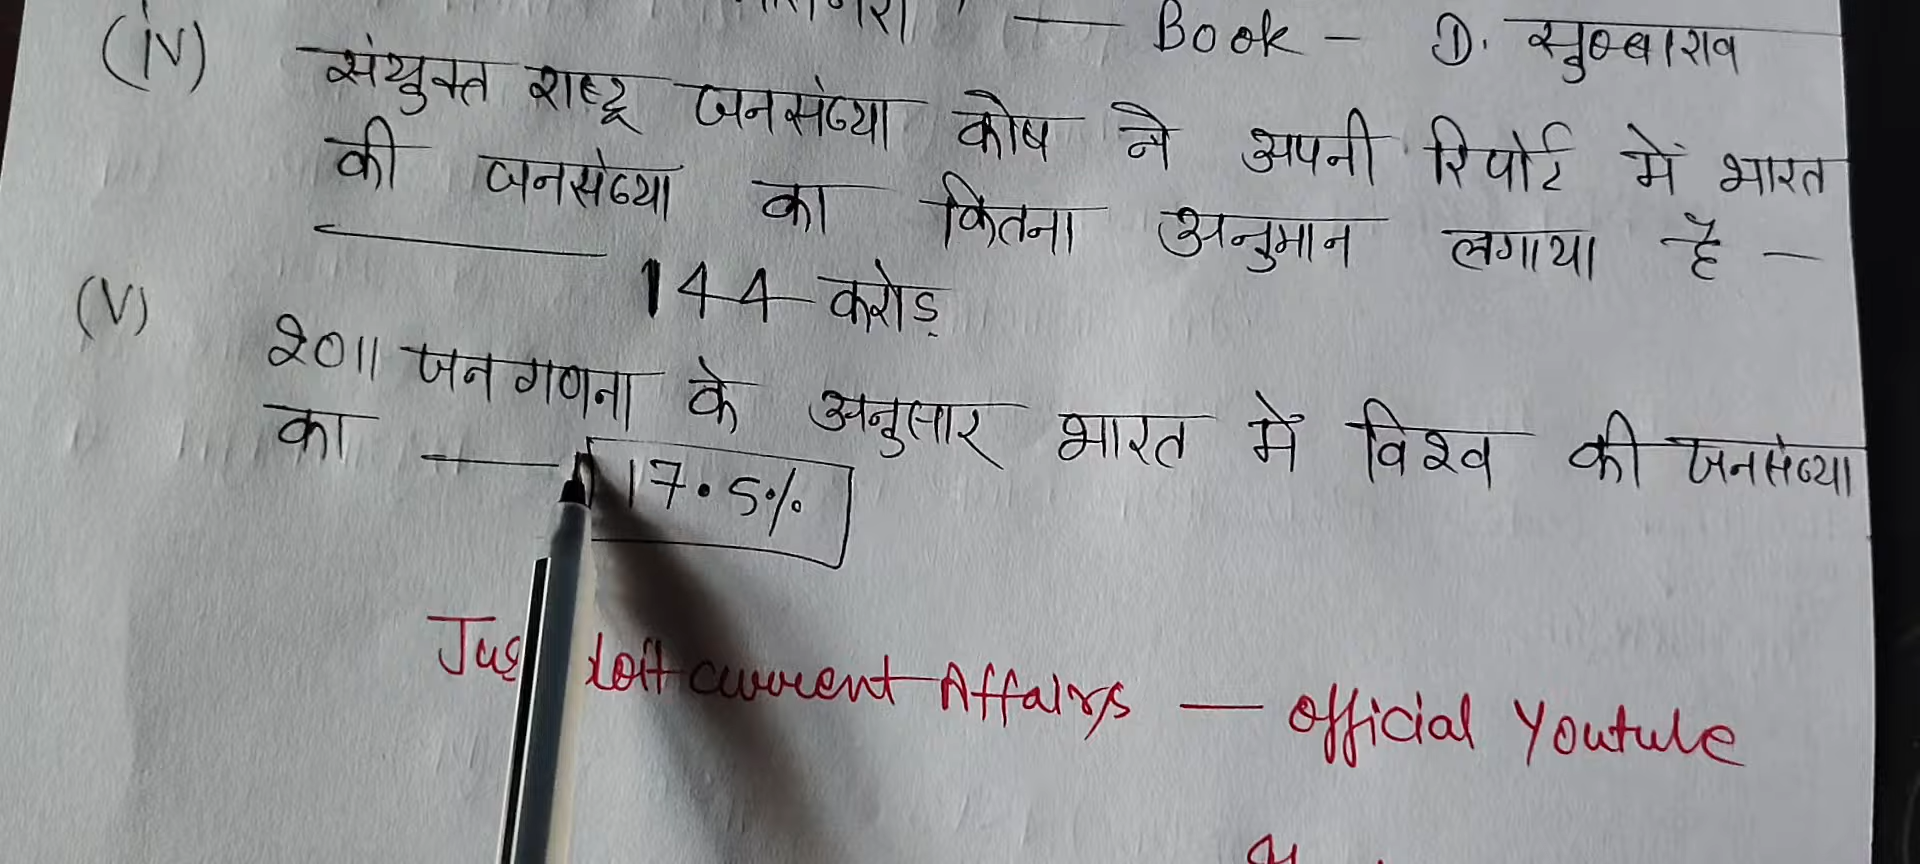 — Book - D. सुब्बाराव
(iv) संयुक्त राष्ट्र जनसंख्या कोष ने अपनी रिपोर्ट में भारत
की जनसंख्या का कितना अनुमान लगाया है —
144 करोड़
(v) 2011 जनगणना के अनुसार भारत में विश्व की जनसंख्या
का — 17.5%
current Affairs — official Youtube